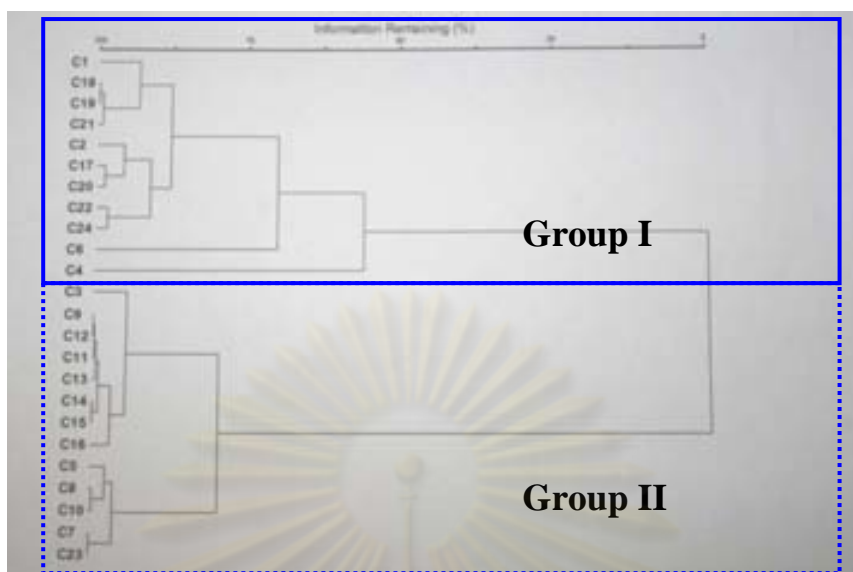 Information Remaining (%)
C1
C18
C19
C21
C2
C17
C20
C22
C24
C6
C4
Group I
C3
C9
C12
C11
C13
C14
C15
C16
C5
C8
C10
Group II
C7
C23